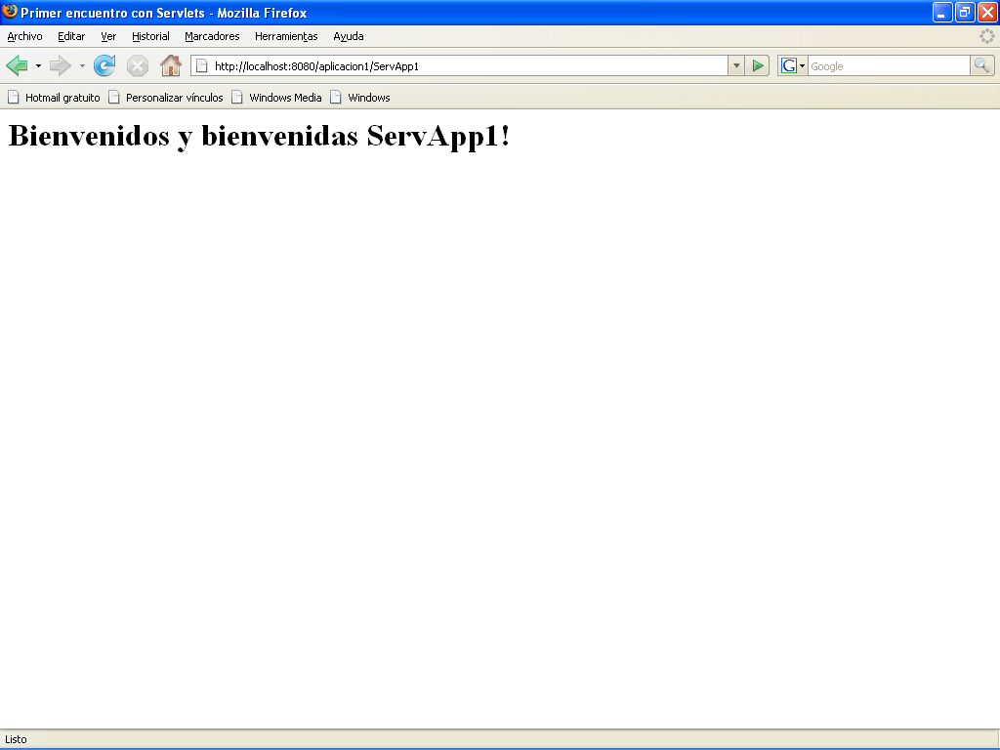 Primer encuentro con Servlets - Mozilla Firefox
Archivo Editar Ver Historial Marcadores Herramientas Ayuda
http://localhost:8080/aplicacion1/ServApp1 G Google
Hotmail gratuito Personalizar vínculos Windows Media Windows
Bienvenidos y bienvenidas ServApp1!
Listo